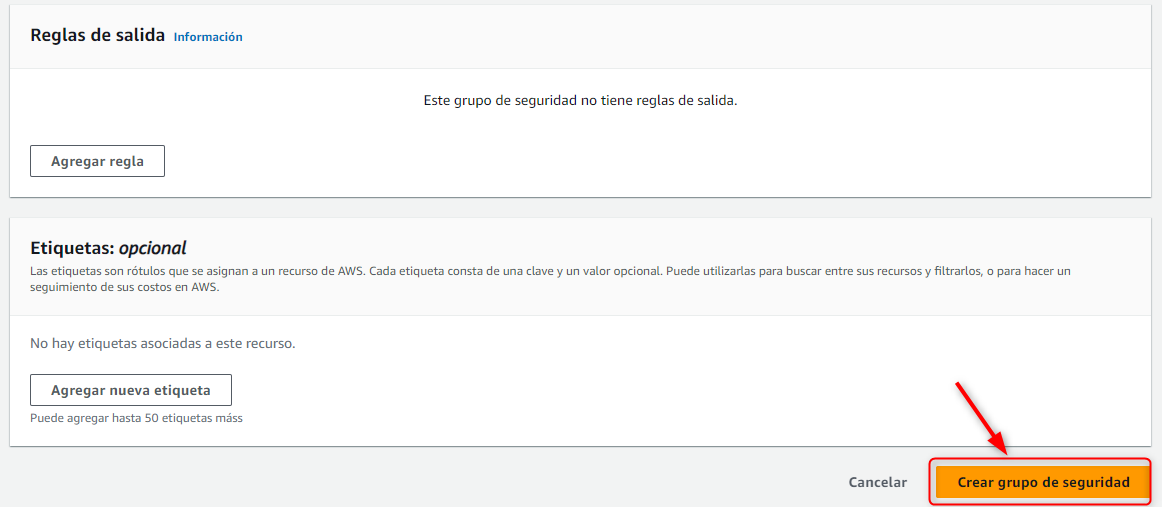 Reglas de salida Información
Este grupo de seguridad no tiene reglas de salida.
Agregar regla
Etiquetas: opcional
Las etiquetas son rótulos que se asignan a un recurso de AWS. Cada etiqueta consta de una clave y un valor opcional. Puede utilizarlas para buscar entre sus recursos y filtrarlos, o para hacer un
seguimiento de sus costos en AWS.
No hay etiquetas asociadas a este recurso.
Agregar nueva etiqueta
Puede agregar hasta 50 etiquetas máss
Cancelar Crear grupo de seguridad